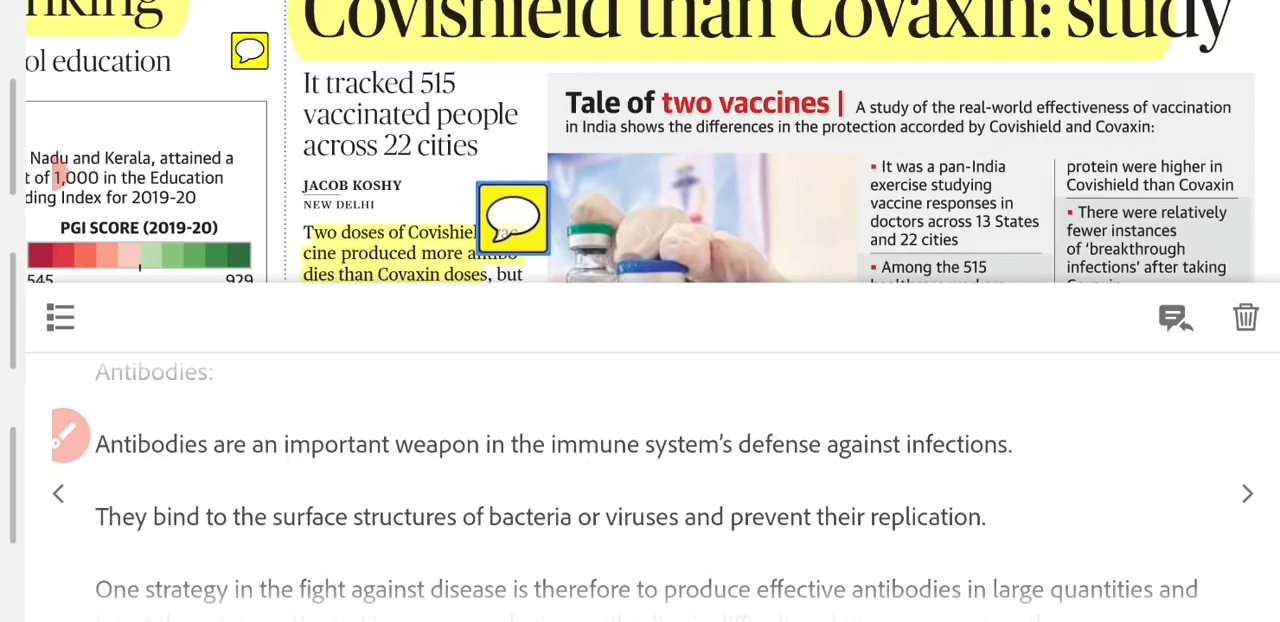 nking
ol education
Nadu and Kerala, attained a
t of 1,000 in the Education
ding Index for 2019-20
PGI SCORE (2019-20)
545 929
Covishield than Covaxin: study
It tracked 515
vaccinated people
across 22 cities
JACOB KOSHY
NEW DELHI
Two doses of Covishiel
cine produced more antibo
dies than Covaxin doses, but
Tale of two vaccines | A study of the real-world effectiveness of vaccination
in India shows the differences in the protection accorded by Covishield and Covaxin:
▪ It was a pan-India
exercise studying
vaccine responses in
doctors across 13 States
and 22 cities
▪ Among the 515
protein were higher in
Covishield than Covaxin
▪ There were relatively
fewer instances
of ‘breakthrough
infections’ after taking
Antibodies:
Antibodies are an important weapon in the immune system's defense against infections.
They bind to the surface structures of bacteria or viruses and prevent their replication.
One strategy in the fight against disease is therefore to produce effective antibodies in large quantities and